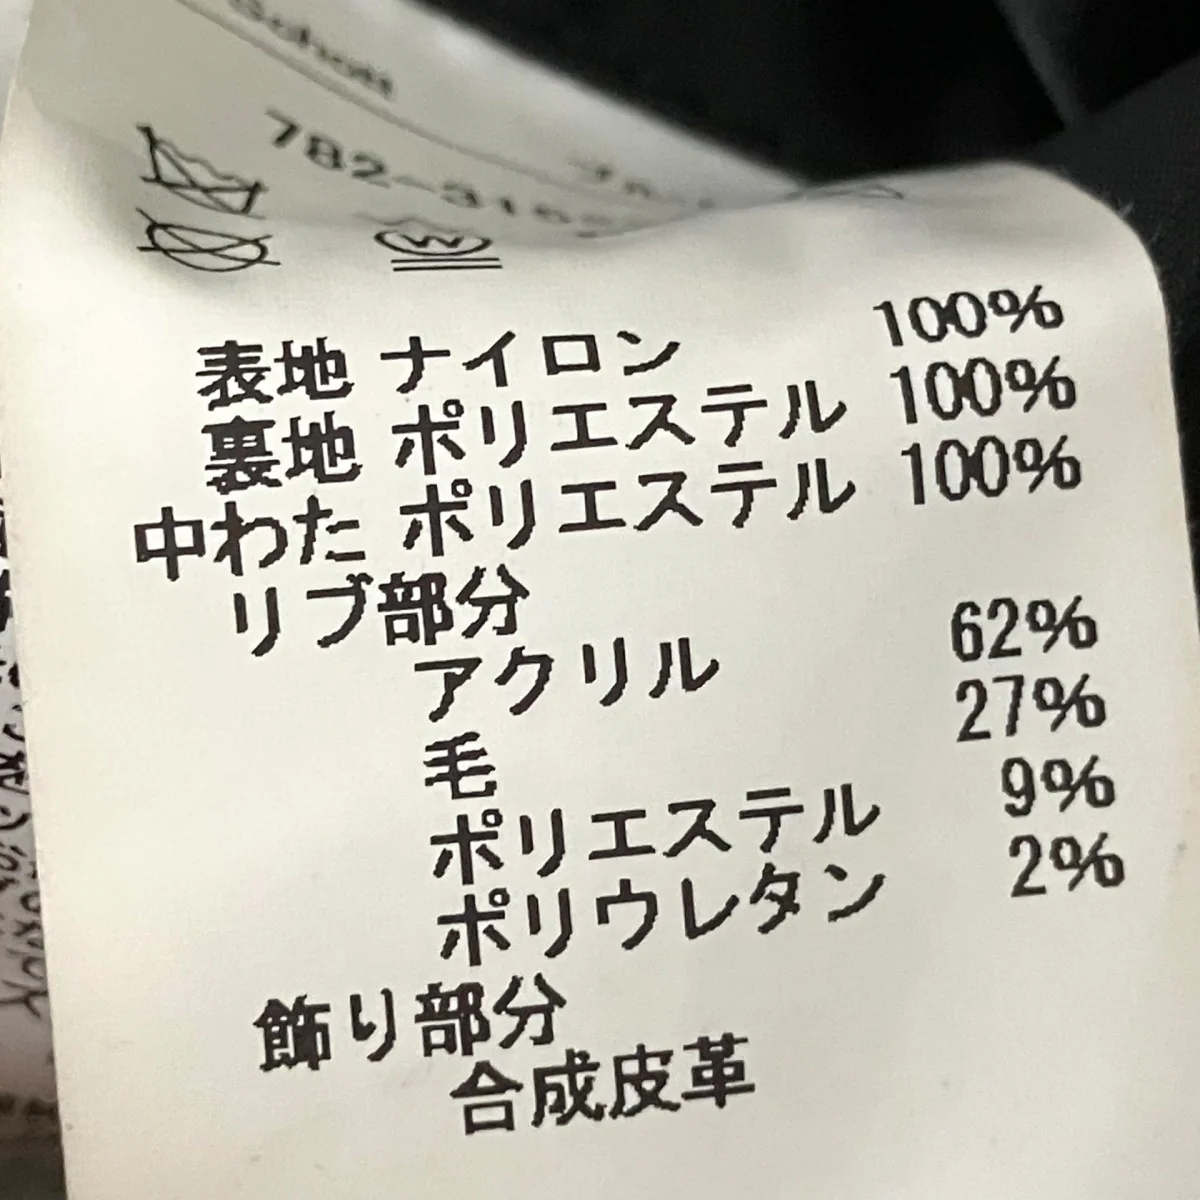 Schott
782-315
W
表地 ナイロン 100%
裏地 ポリエステル 100%
中わた ポリエステル 100%
リブ部分
アクリル 62%
毛 27%
ポリエステル 9%
ポリウレタン 2%
飾り部分
合成皮革